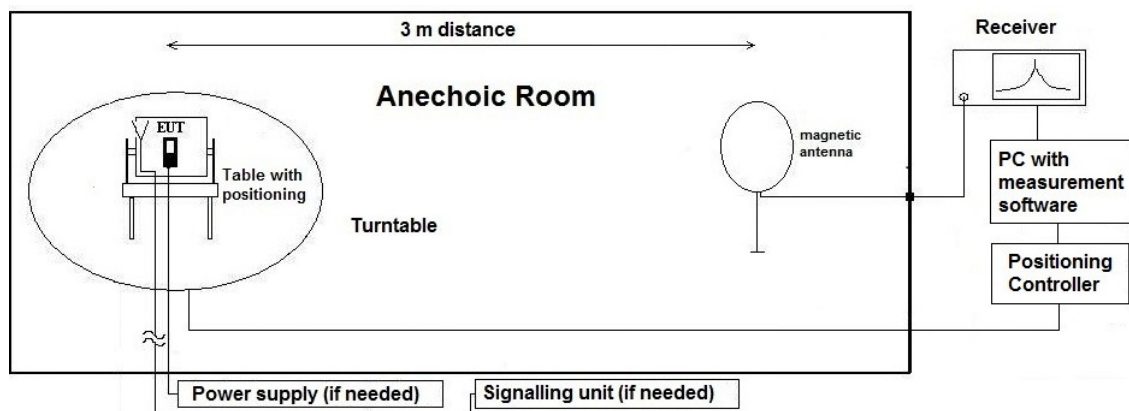 3 m distance
Receiver
Anechoic Room
EUT
magnetic
antenna
Table with
positioning
PC with
measurement
software
Turntable
Positioning
Controller
Power supply (if needed)
Signalling unit (if needed)